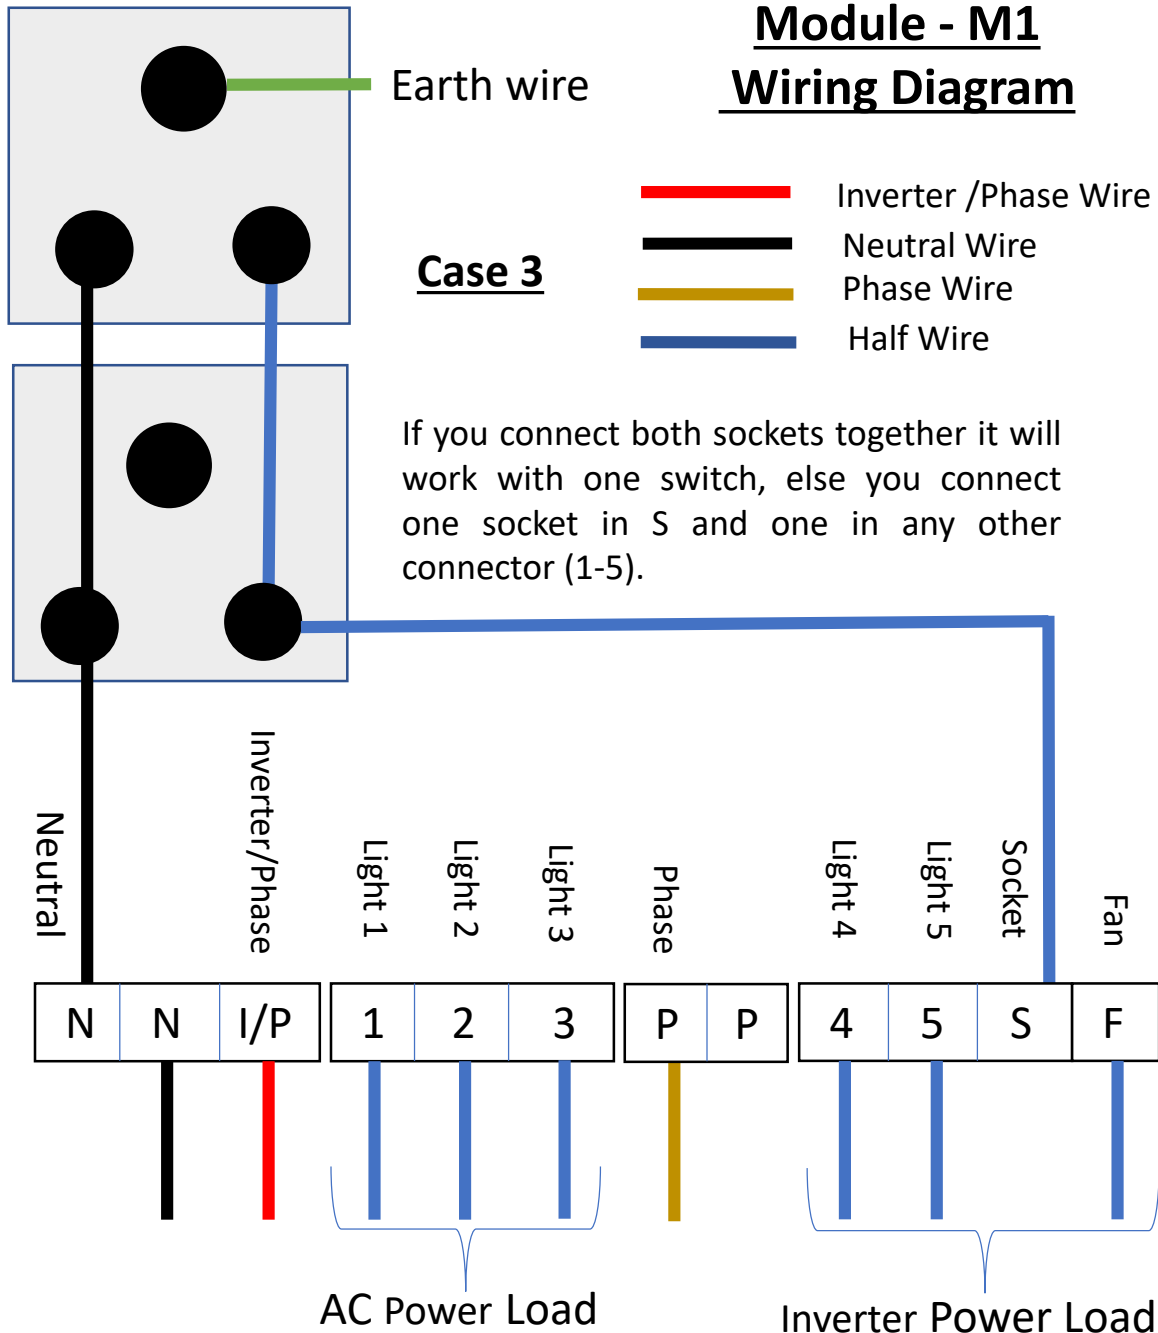 Module - M1
Wiring Diagram
Earth wire
Inverter /Phase Wire
Neutral Wire
Phase Wire
Half Wire
Case 3
If you connect both sockets together it will
work with one switch, else you connect
one socket in S and one in any other
connector (1-5).
Neutral
Inverter/Phase
Light 1
Light 2
Light 3
Phase
Light 4
Light 5
Socket
Fan
N N I/P 1 2 3 P P 4 5 S F
AC Power Load
Inverter Power Load